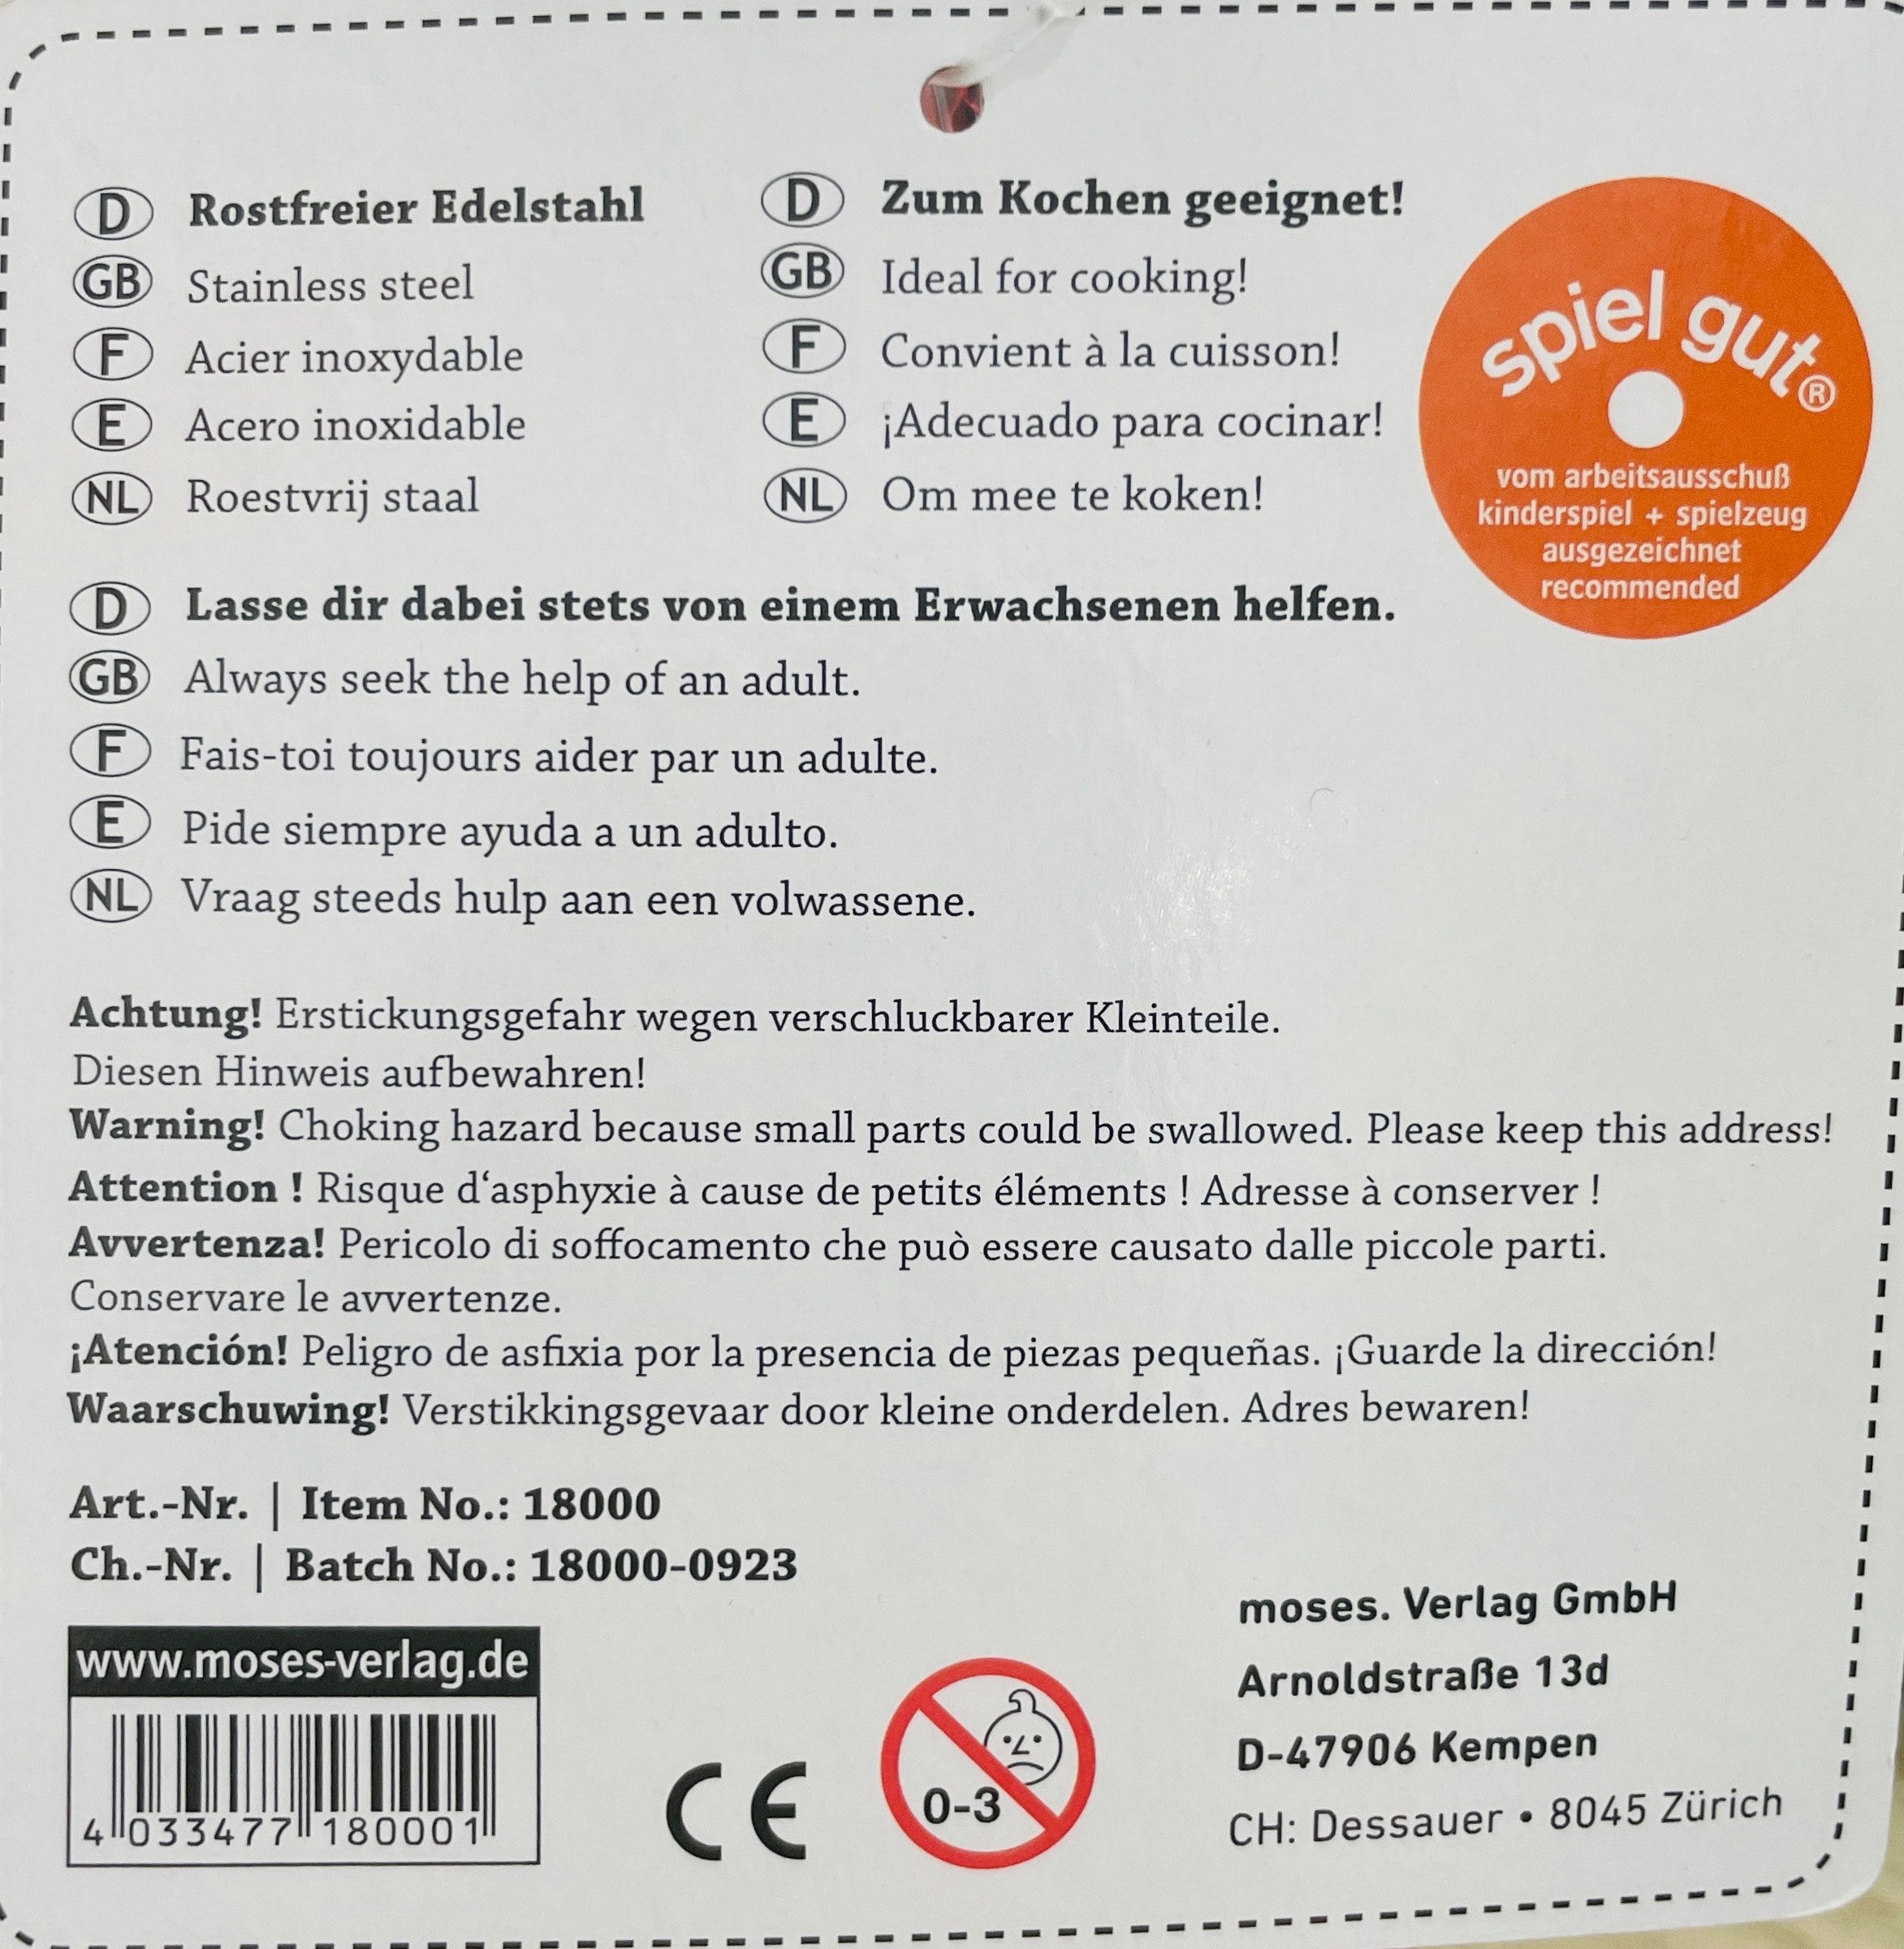 D Rostfreier Edelstahl
GB Stainless steel
F Acier inoxydable
E Acero inoxidable
NL Roestvrij staal
D Zum Kochen geeignet!
GB Ideal for cooking!
F Convient à la cuisson!
E ¡Adecuado para cocinar!
NL Om mee te koken!
spiel gut®
vom arbeitsausschuß
kinderspiel + spielzeug
ausgezeichnet
recommended
D Lasse dir dabei stets von einem Erwachsenen helfen.
GB Always seek the help of an adult.
F Fais-toi toujours aider par un adulte.
E Pide siempre ayuda a un adulto.
NL Vraag steeds hulp aan een volwassene.
Achtung! Erstickungsgefahr wegen verschluckbarer Kleinteile.
Diesen Hinweis aufbewahren!
Warning! Choking hazard because small parts could be swallowed. Please keep this address!
Attention ! Risque d‘asphyxie à cause de petits éléments ! Adresse à conserver !
Avvertenza! Pericolo di soffocamento che può essere causato dalle piccole parti.
Conservare le avvertenze.
¡Atención! Peligro de asfixia por la presencia de piezas pequeñas. ¡Guarde la dirección!
Waarschuwing! Verstikkingsgevaar door kleine onderdelen. Adres bewaren!
Art.-Nr. | Item No.: 18000
Ch.-Nr. | Batch No.: 18000-0923
www.moses-verlag.de
4 033477 180001
CE
0-3
moses. Verlag GmbH
Arnoldstraße 13d
D-47906 Kempen
CH: Dessauer • 8045 Zürich